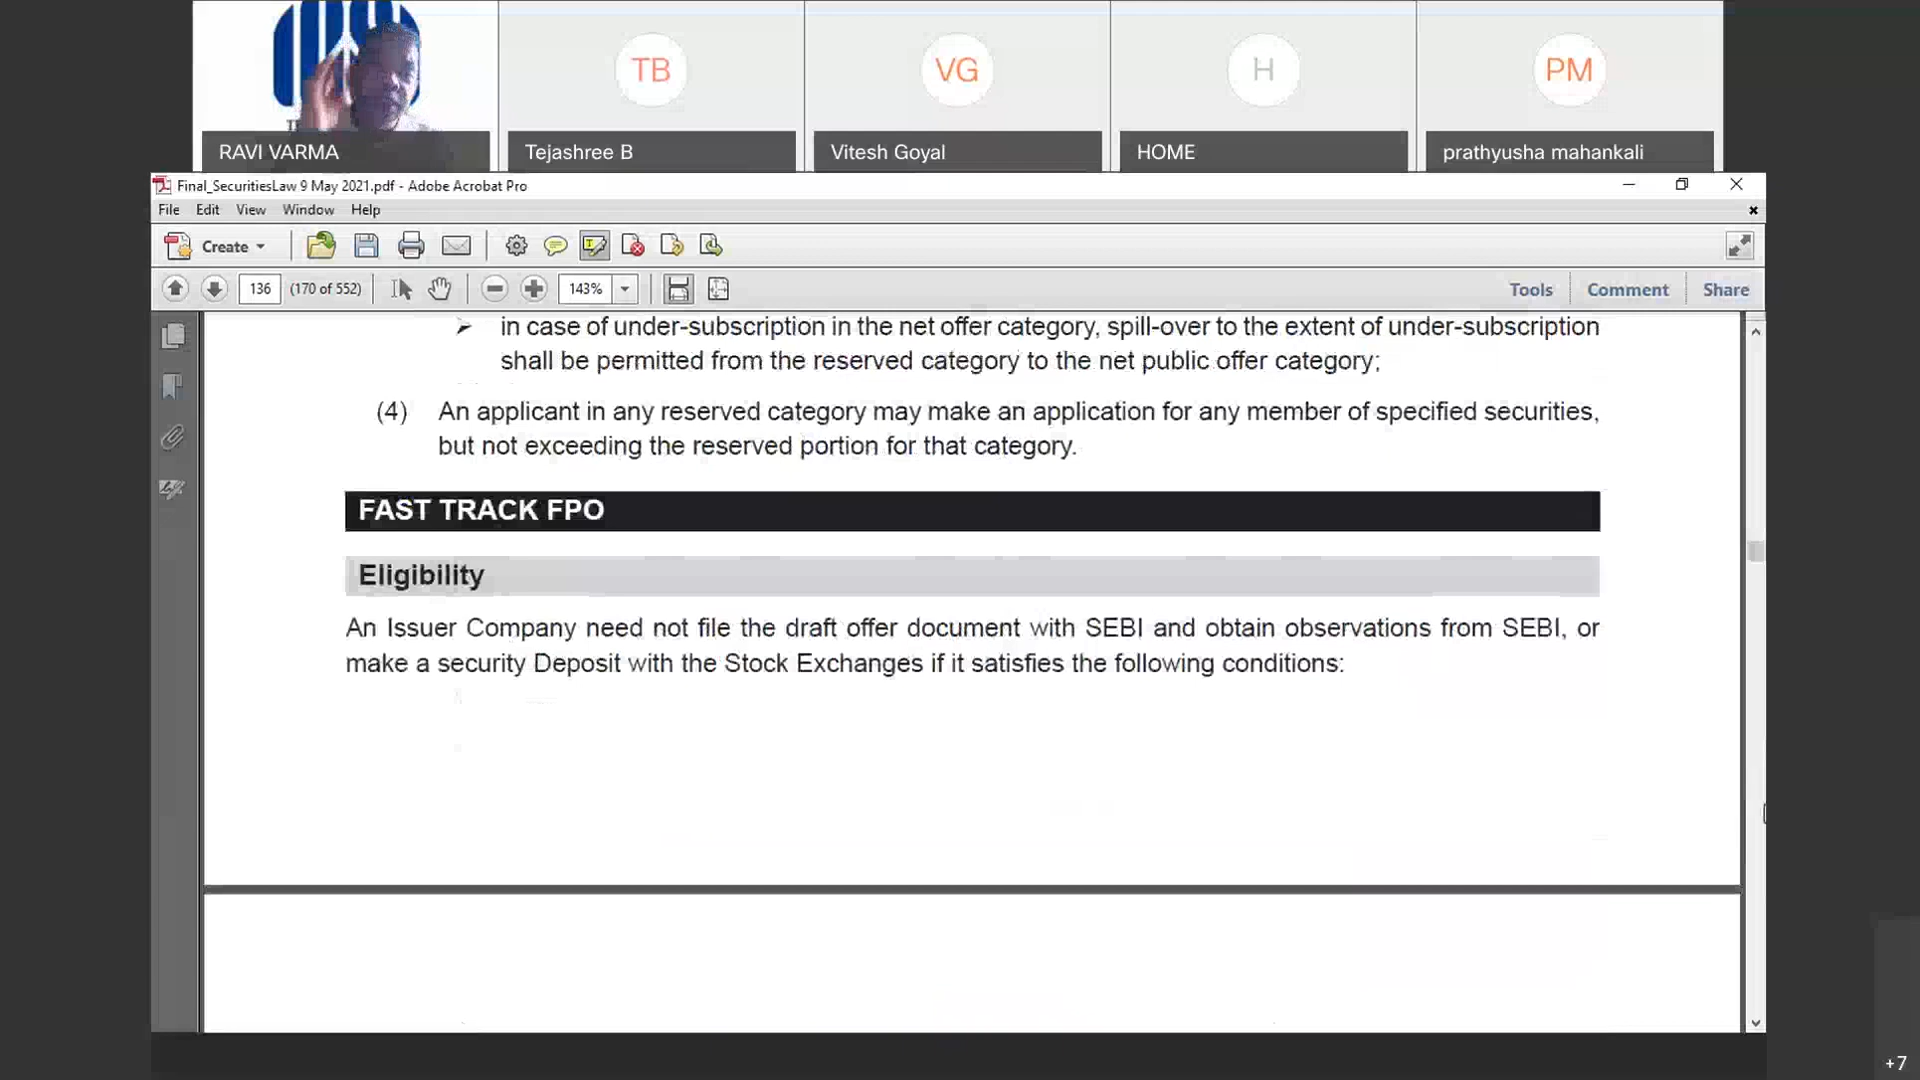 TB
VG
H
PM
RAVI VARMA
Tejashree B
Vitesh Goyal
HOME
prathyusha mahankali
Final_SecuritiesLaw 9 May 2021.pdf - Adobe Acrobat Pro
File Edit View Window Help
Create
136 (170 of 552) 143% Tools Comment Share
in case of under-subscription in the net offer category, spill-over to the extent of under-subscription
shall be permitted from the reserved category to the net public offer category;
(4) An applicant in any reserved category may make an application for any member of specified securities,
but not exceeding the reserved portion for that category.
FAST TRACK FPO
Eligibility
An Issuer Company need not file the draft offer document with SEBI and obtain observations from SEBI, or
make a security Deposit with the Stock Exchanges if it satisfies the following conditions:
+7